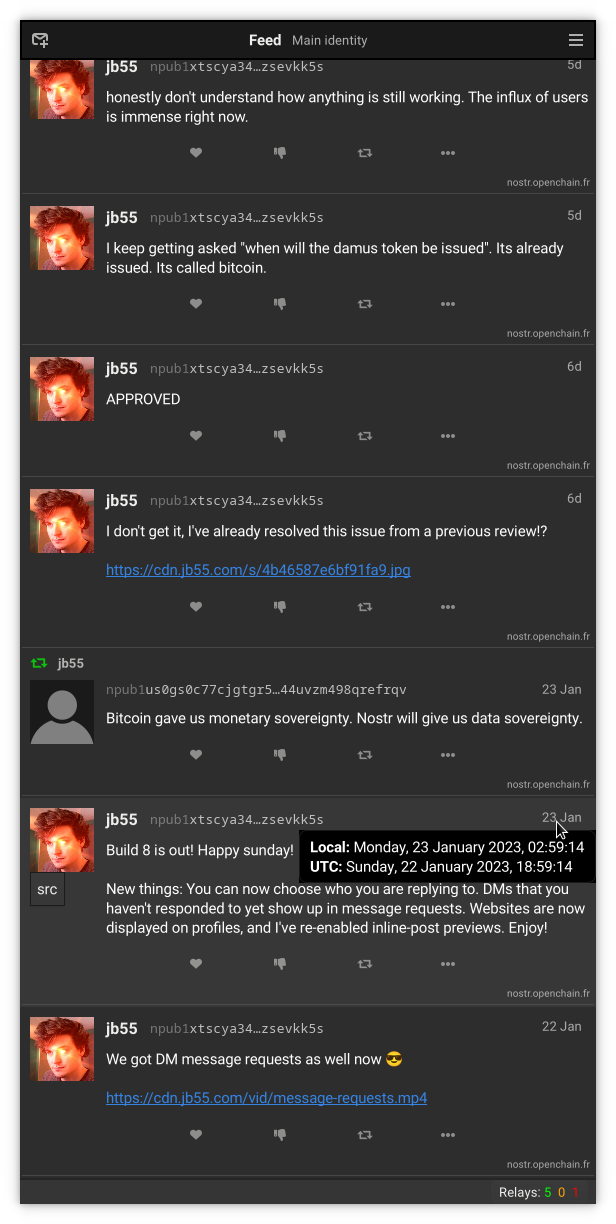 Feed Main identity
jb55 npub1xtscya34…zsevkk5s 5d
honestly don't understand how anything is still working. The influx of users
is immense right now.
nostr.openchain.fr
jb55 npub1xtscya34…zsevkk5s 5d
I keep getting asked "when will the damus token be issued". Its already
issued. Its called bitcoin.
nostr.openchain.fr
jb55 npub1xtscya34…zsevkk5s 6d
APPROVED
nostr.openchain.fr
jb55 npub1xtscya34…zsevkk5s 6d
I don't get it, I've already resolved this issue from a previous review!?
https://cdn.jb55.com/s/4b46587e6bf91fa9.jpg
nostr.openchain.fr
jb55
npub1us0gs0c77cjgtgr5…44uvzm498qrefrqv 23 Jan
Bitcoin gave us monetary sovereignty. Nostr will give us data sovereignty.
nostr.openchain.fr
jb55 npub1xtscya34…zsevkk5s 23 Jan
Build 8 is out! Happy sunday!
Local: Monday, 23 January 2023, 02:59:14
UTC: Sunday, 22 January 2023, 18:59:14
src
New things: You can now choose who you are replying to. DMs that you
haven't responded to yet show up in message requests. Websites are now
displayed on profiles, and I've re-enabled inline-post previews. Enjoy!
nostr.openchain.fr
jb55 npub1xtscya34…zsevkk5s 22 Jan
We got DM message requests as well now 😎
https://cdn.jb55.com/vid/message-requests.mp4
nostr.openchain.fr
Relays: 5 0 1